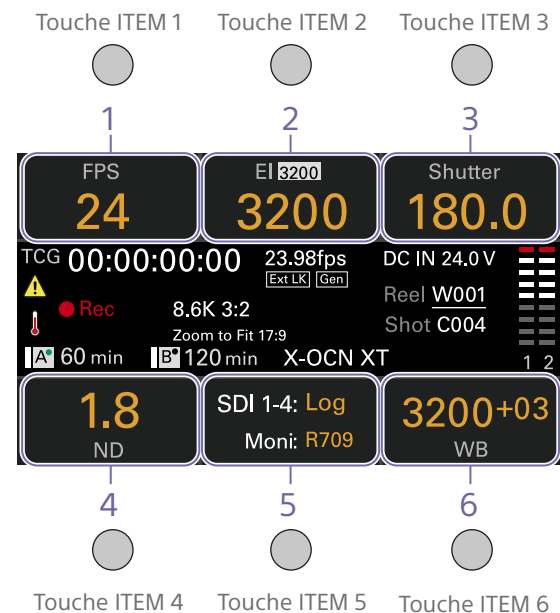 Touche ITEM 1 Touche ITEM 2 Touche ITEM 3
1 2 3
FPS EI 3200 Shutter
24 3200 180.0
TCG 00:00:00:00 23.98fps DC IN 24.0 V
Ext LK Gen
Rec 8.6K 3:2 Reel W001
Zoom to Fit 17:9 Shot C004
A 60 min B 120 min X-OCN XT 1 2
1.8 SDI 1-4: Log 3200+03
ND Moni: R709 WB
4 5 6
Touche ITEM 4 Touche ITEM 5 Touche ITEM 6